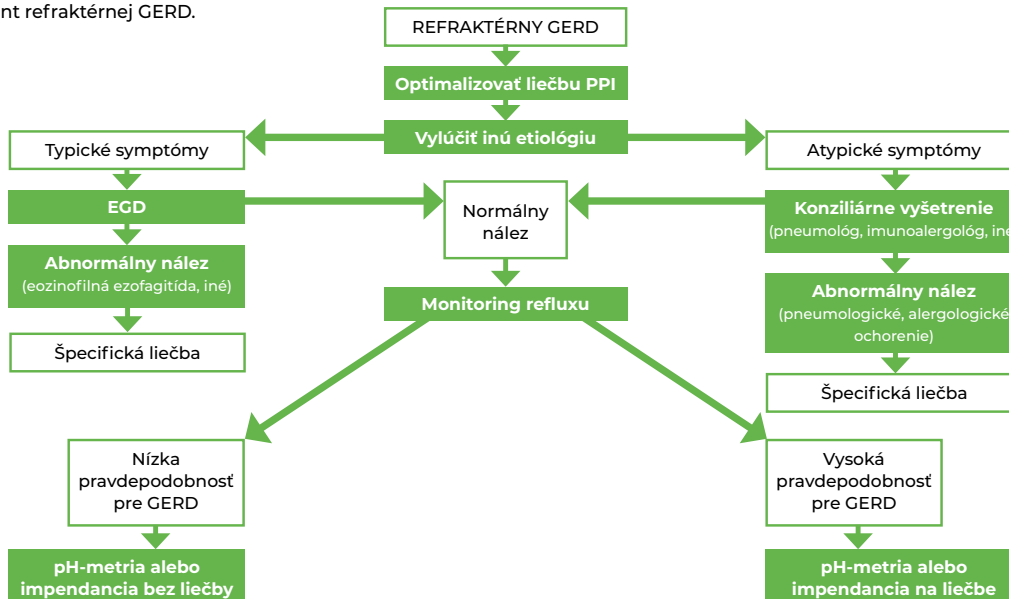 nt refraktérnej GERD.
REFRAKTÉRNY GERD
Optimalizovať liečbu PPI
Vylúčiť inú etiológiu
Typické symptómy
Atypické symptómy
EGD
Normálny
nález
Konziliárne vyšetrenie
(pneumológ, imunoalergológ, iné
Abnormálny nález
(eozinofilná ezofagitída, iné)
Monitoring refluxu
Abnormálny nález
(pneumologické, alergologické
ochorenie)
Špecifická liečba
Špecifická liečba
Nízka
pravdepodobnosť
pre GERD
Vysoká
pravdepodobnosť
pre GERD
pH-metria alebo
impendancia bez liečby
pH-metria alebo
impendancia na liečbe